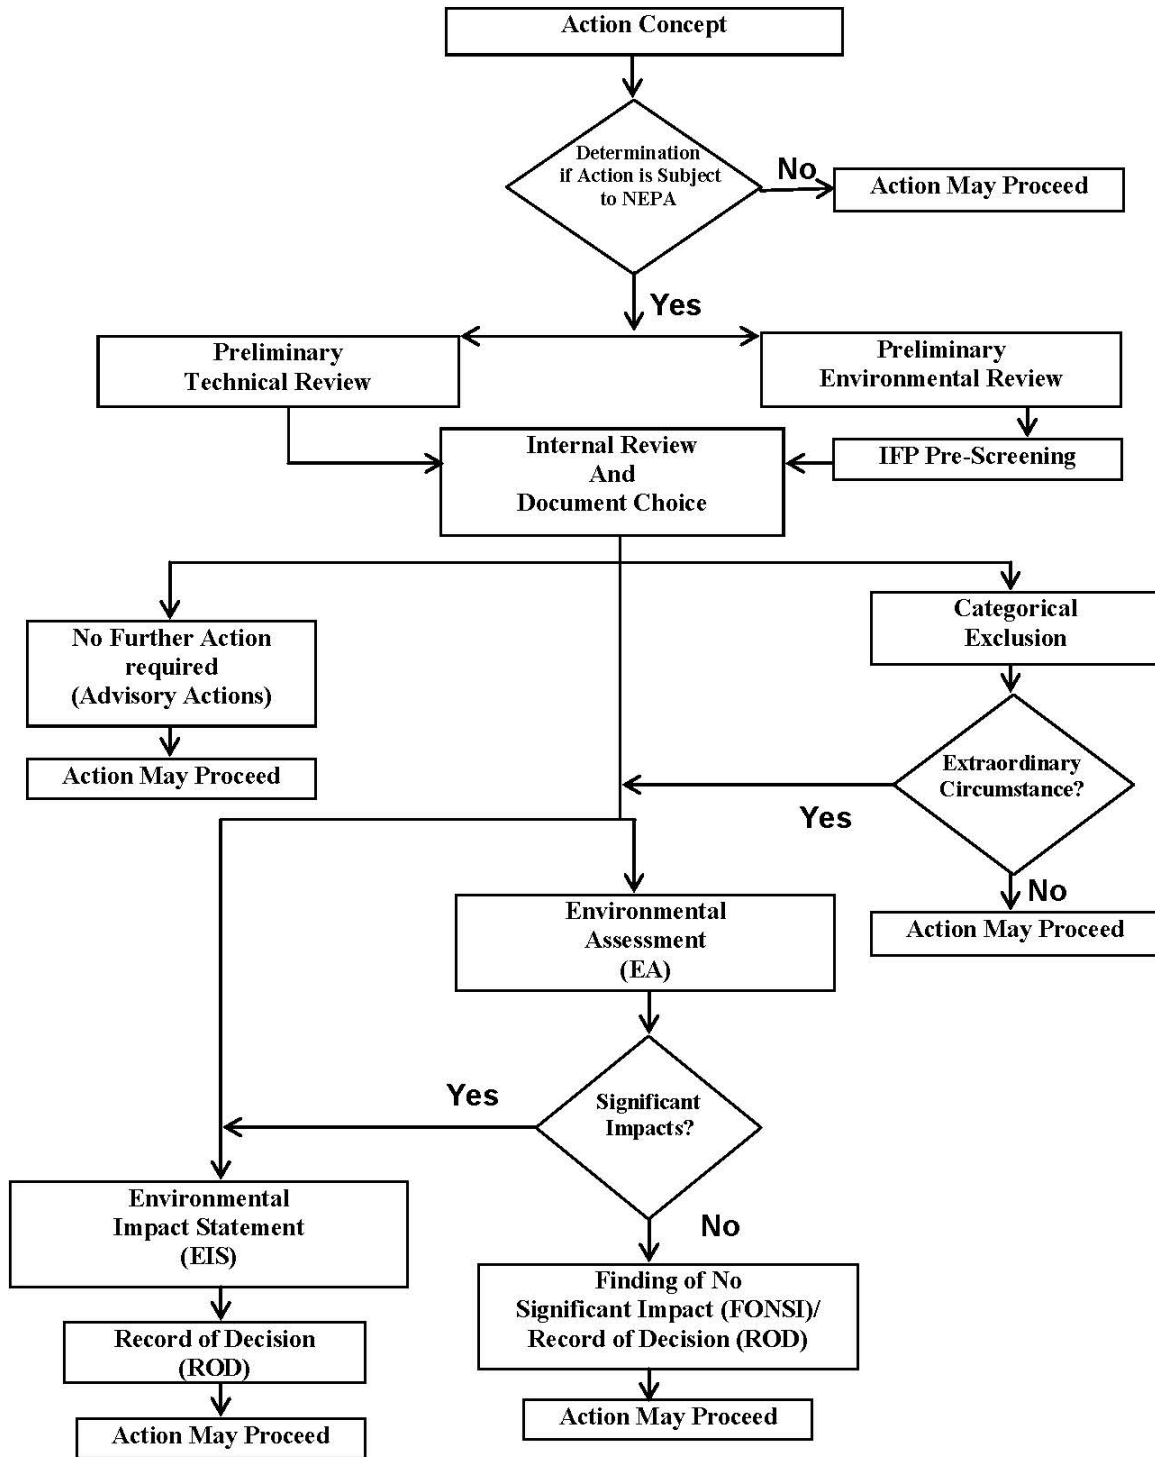 Action Concept
Determination
if Action is Subject
to NEPA
No
Action May Proceed
Yes
Preliminary
Technical Review
Preliminary
Environmental Review
Internal Review
And
Document Choice
IFP Pre-Screening
No Further Action
required
(Advisory Actions)
Action May Proceed
Categorical
Exclusion
Extraordinary
Circumstance?
Yes
No
Action May Proceed
Environmental
Assessment
(EA)
Yes
Significant
Impacts?
No
Environmental
Impact Statement
(EIS)
Finding of No
Significant Impact (FONSI)/
Record of Decision (ROD)
Record of Decision
(ROD)
Action May Proceed
Action May Proceed